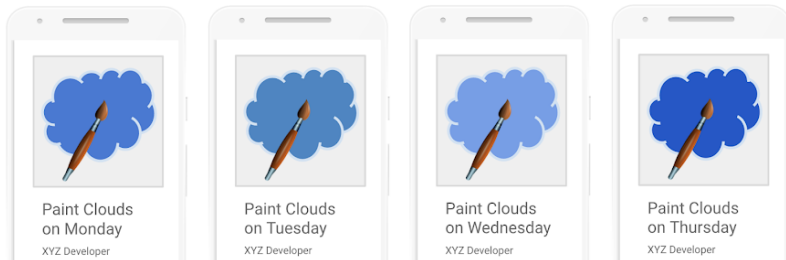 Paint Clouds
on Monday
XYZ Developer
Paint Clouds
on Tuesday
XYZ Developer
Paint Clouds
on Wednesday
XYZ Developer
Paint Clouds
on Thursday
XYZ Developer